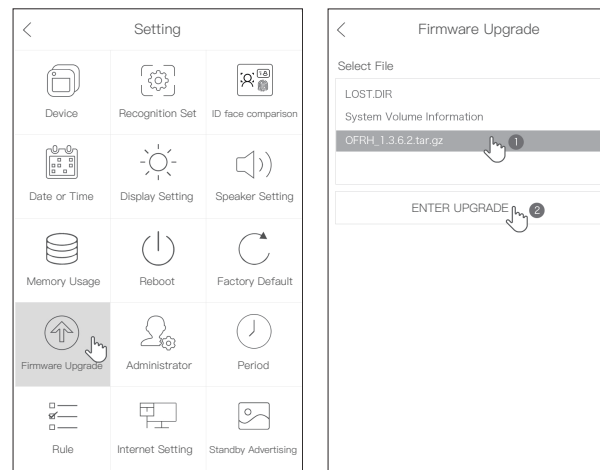 Setting
Device
Recognition Set
ID face comparison
Date or Time
Display Setting
Speaker Setting
Memory Usage
Reboot
Factory Default
Firmware Upgrade
Administrator
Period
Rule
Internet Setting
Standby Advertising
Firmware Upgrade
Select File
LOST.DIR
System Volume Information
OFRH_1.3.6.2.tar.gz 1
ENTER UPGRADE 2